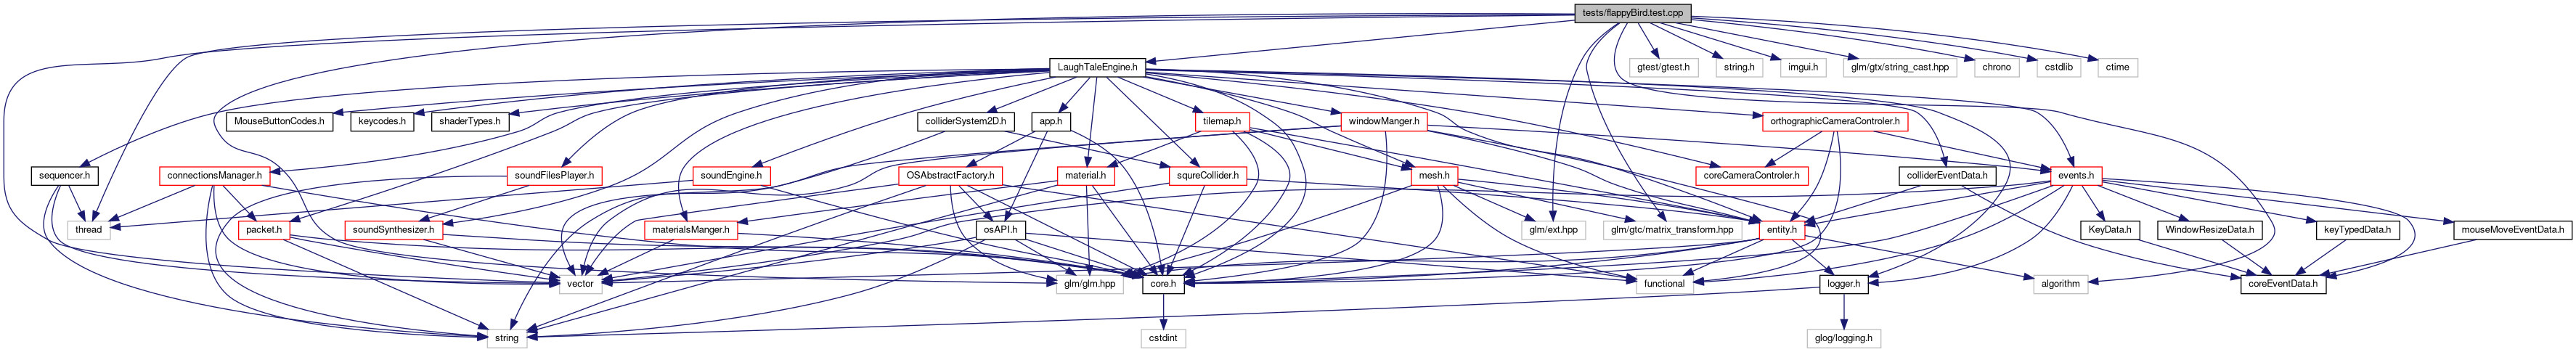 tests/flappyBird.test.cpp
LaughTaleEngine.h
gtest/gtest.h
string.h
imgui.h
glm/gtx/string_cast.hpp
chrono
cstdlib
ctime
MouseButtonCodes.h
keycodes.h
shaderTypes.h
colliderSystem2D.h
app.h
tilemap.h
windowManger.h
orthographicCameraControler.h
sequencer.h
connectionsManager.h
soundFilesPlayer.h
soundEngine.h
OSAbstractFactory.h
material.h
squreCollider.h
mesh.h
coreCameraControler.h
colliderEventData.h
events.h
thread
packet.h
soundSynthesizer.h
materialsManger.h
osAPI.h
glm/ext.hpp
glm/gtc/matrix_transform.hpp
entity.h
KeyData.h
WindowResizeData.h
keyTypedData.h
mouseMoveEventData.h
vector
glm/glm.hpp
core.h
functional
logger.h
algorithm
coreEventData.h
string
cstdint
glog/logging.h